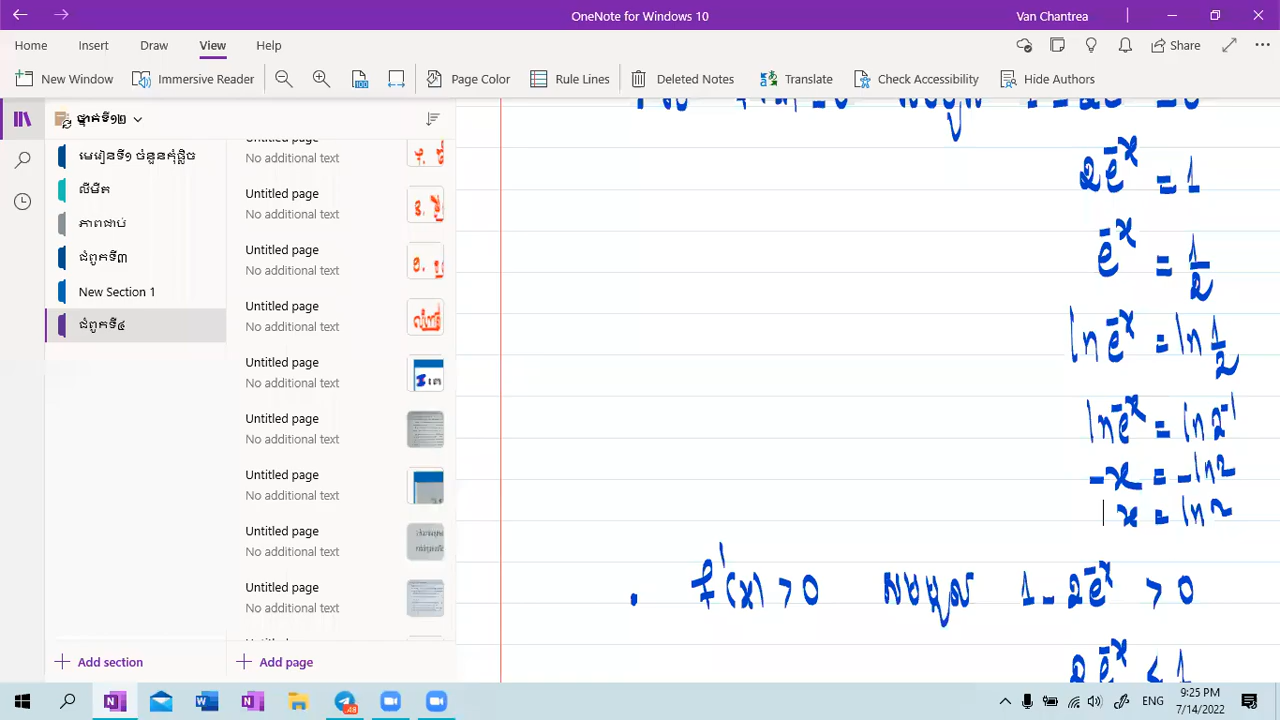 OneNote for Windows 10
Van Chantrea
Home Insert Draw View Help
Share
New Window Immersive Reader Page Color Rule Lines Deleted Notes Translate Check Accessibility Hide Authors
ថ្នាក់ទី១២
មេរៀនទី១ ចំនួនកុំផ្លិច
លីមីត
ភាពជាប់
ជំពូកទី៣
New Section 1
ជំពូកទី៤
Untitled page
No additional text
Untitled page
No additional text
Untitled page
No additional text
Untitled page
No additional text
Untitled page
No additional text
Untitled page
No additional text
Untitled page
No additional text
Untitled page
No additional text
Untitled page
No additional text
Add section
Add page
2e⁻ˣ = 1
e⁻ˣ = 1/2
ln e⁻ˣ = ln 1/2
ln e⁻ˣ = ln 2⁻¹
-x = -ln2
x = ln2
. f'(x) > 0 សមមូល 1 - 2e⁻ˣ > 0
2e⁻ˣ < 1
ENG
9:25 PM
7/14/2022